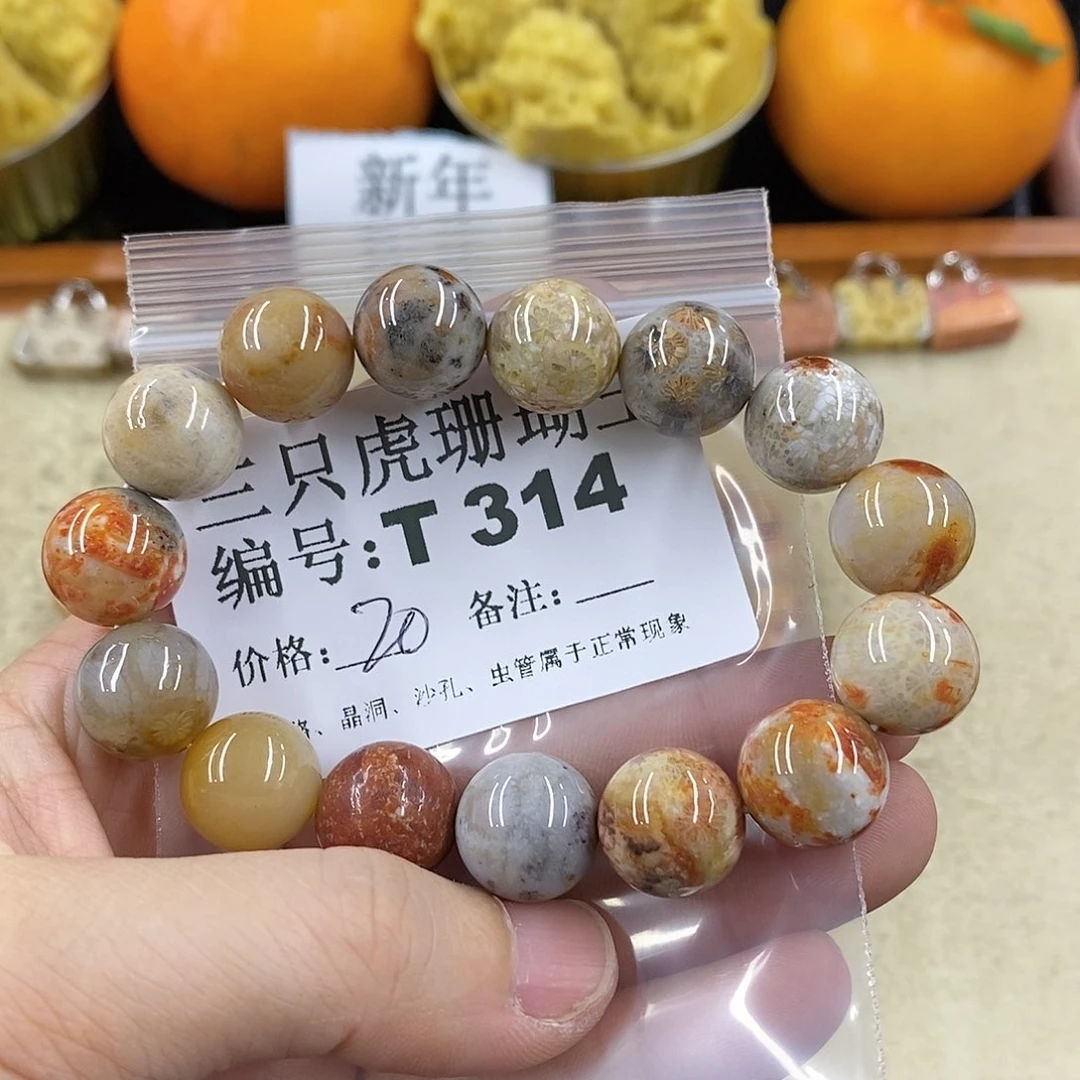 新年
三只虎珊瑚玉
编号:T 314
价格: 20 备注:
、晶洞、沙孔、虫管属于正常现象